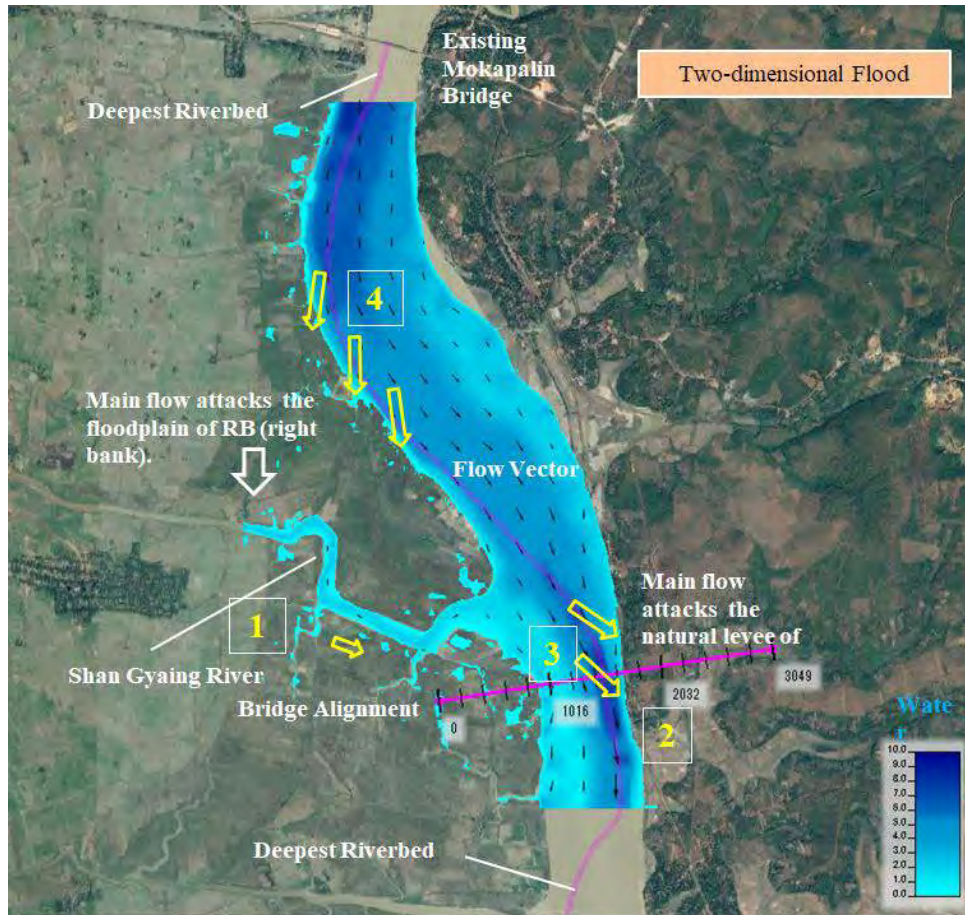 Existing
Mokapalin
Bridge
Two-dimensional Flood
Deepest Riverbed
4
Main flow attacks the
floodplain of RB (right
bank).
Flow Vector
Main flow
attacks the
natural levee of
1
3
Shan Gyaing River
Bridge Alignment
0
1016
2032
3049
2
Wate
r
10.0
9.0
8.0
7.0
6.0
5.0
4.0
3.0
2.0
1.0
0.0
Deepest Riverbed